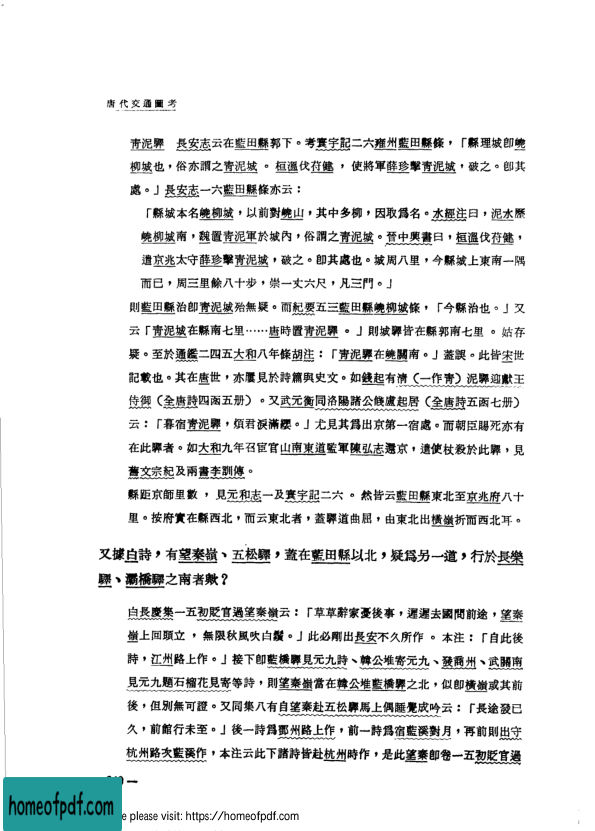 唐代交通圖考
青泥驛　長安志云在藍田縣郭下。考寰宇記二六雍州藍田縣條，「縣理城卽嶢
柳城也，俗亦謂之青泥城。桓溫伐苻健，使將軍薛珍擊青泥城，破之。卽其
處。」長安志一六藍田縣條亦云：
「縣城本名嶢柳城，以前對嶢山，其中多柳，因取爲名。水經注曰，泥水歷
嶢柳城南，魏置青泥軍於城內，俗謂之青泥城。晉中興書曰，桓溫伐苻健，
遣京兆太守薛珍擊青泥城，破之。卽其處也。城周八里，今縣城上東南一隅
而已，周三里餘八十步，崇一丈六尺，凡三門。」
則藍田縣治卽青泥城殆無疑。而紀要五三藍田縣嶢柳城條，「今縣治也。」又
云「青泥城在縣南七里……唐時置青泥驛。」則城驛皆在縣郭南七里。姑存
疑。至於通鑑二四五大和八年條胡注：「青泥驛在嶢關南。」蓋誤。此皆宋世
記載也。其在唐世，亦屢見於詩篇與史文。如錢起有清（一作青）泥驛迎獻王
侍御（全唐詩四函五册）。又武元衡同洛陽諸公餞盧起居（全唐詩五函七册）
云：「暮宿青泥驛，煩君淚滿纓。」尤見其爲出京第一宿處。而朝臣賜死亦有
在此驛者。如大和九年召宦官山南東道監軍陳弘志還京，遣使杖殺於此驛，見
舊文宗紀及兩書李訓傳。
縣距京師里數，見元和志一及寰宇記二六。然皆云藍田縣東北至京兆府八十
里。按府實在縣西北，而云東北者，蓋驛道曲屈，由東北出橫嶺折而西北耳。
又據白詩，有望秦嶺、五松驛，蓋在藍田縣以北，疑爲另一道，行於長樂
驛、灞橋驛之南者歟？
白長慶集一五初貶官過望秦嶺云：「草草辭家憂後事，遲遲去國問前途，望秦
嶺上回頭立，無限秋風吹白鬚。」此必剛出長安不久所作。本注：「自此後
詩，江州路上作。」接下卽藍橋驛見元九詩、韓公堆寄元九、發商州、武關南
見元九題石榴花見寄等詩，則望秦嶺當在韓公堆藍橋驛之北，似卽橫嶺或其前
後，但別無可證。又同集八有自望秦赴五松驛馬上偶睡覺成吟云：「長途發已
久，前館行未至。」後一詩爲鄧州路上作，前一詩爲宿藍溪對月，再前則出守
杭州路次藍溪作，本注云此下諸詩皆赴杭州時作，是此望秦卽卷一五初貶官過
homeofpdf.com
e please visit: https://homeofpdf.com